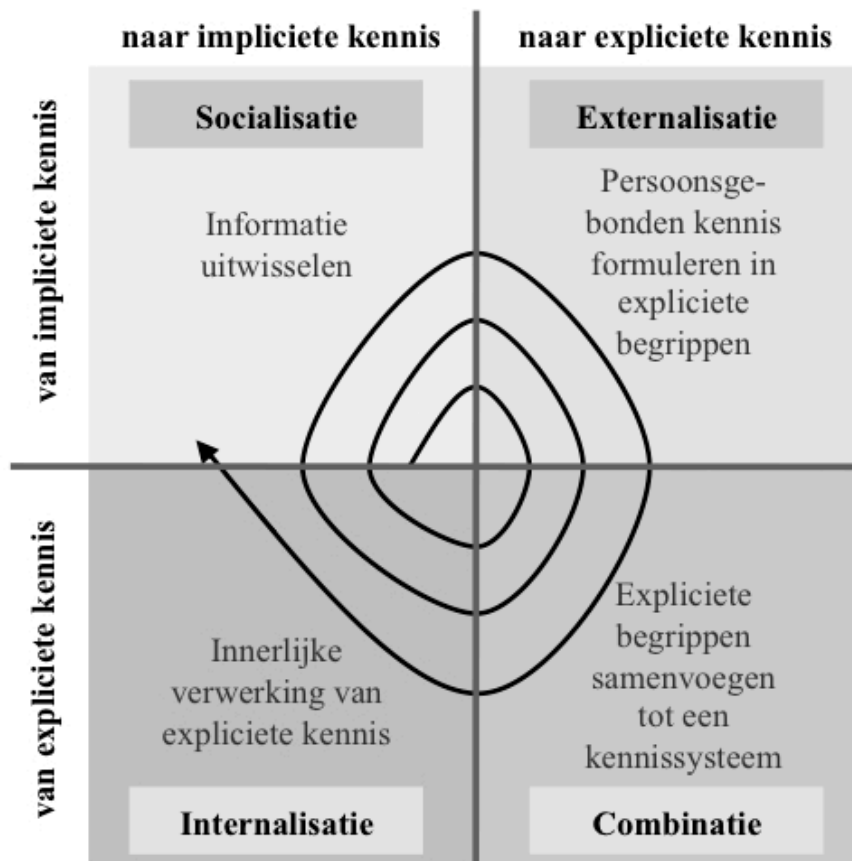 naar impliciete kennis
naar expliciete kennis
van impliciete kennis
Socialisatie
Informatie
uitwisselen
Externalisatie
Persoonsge-
bonden kennis
formuleren in
expliciete
begrippen
van expliciete kennis
Innerlijke
verwerking van
expliciete kennis
Internalisatie
Expliciete
begrippen
samenvoegen
tot een
kennissysteem
Combinatie